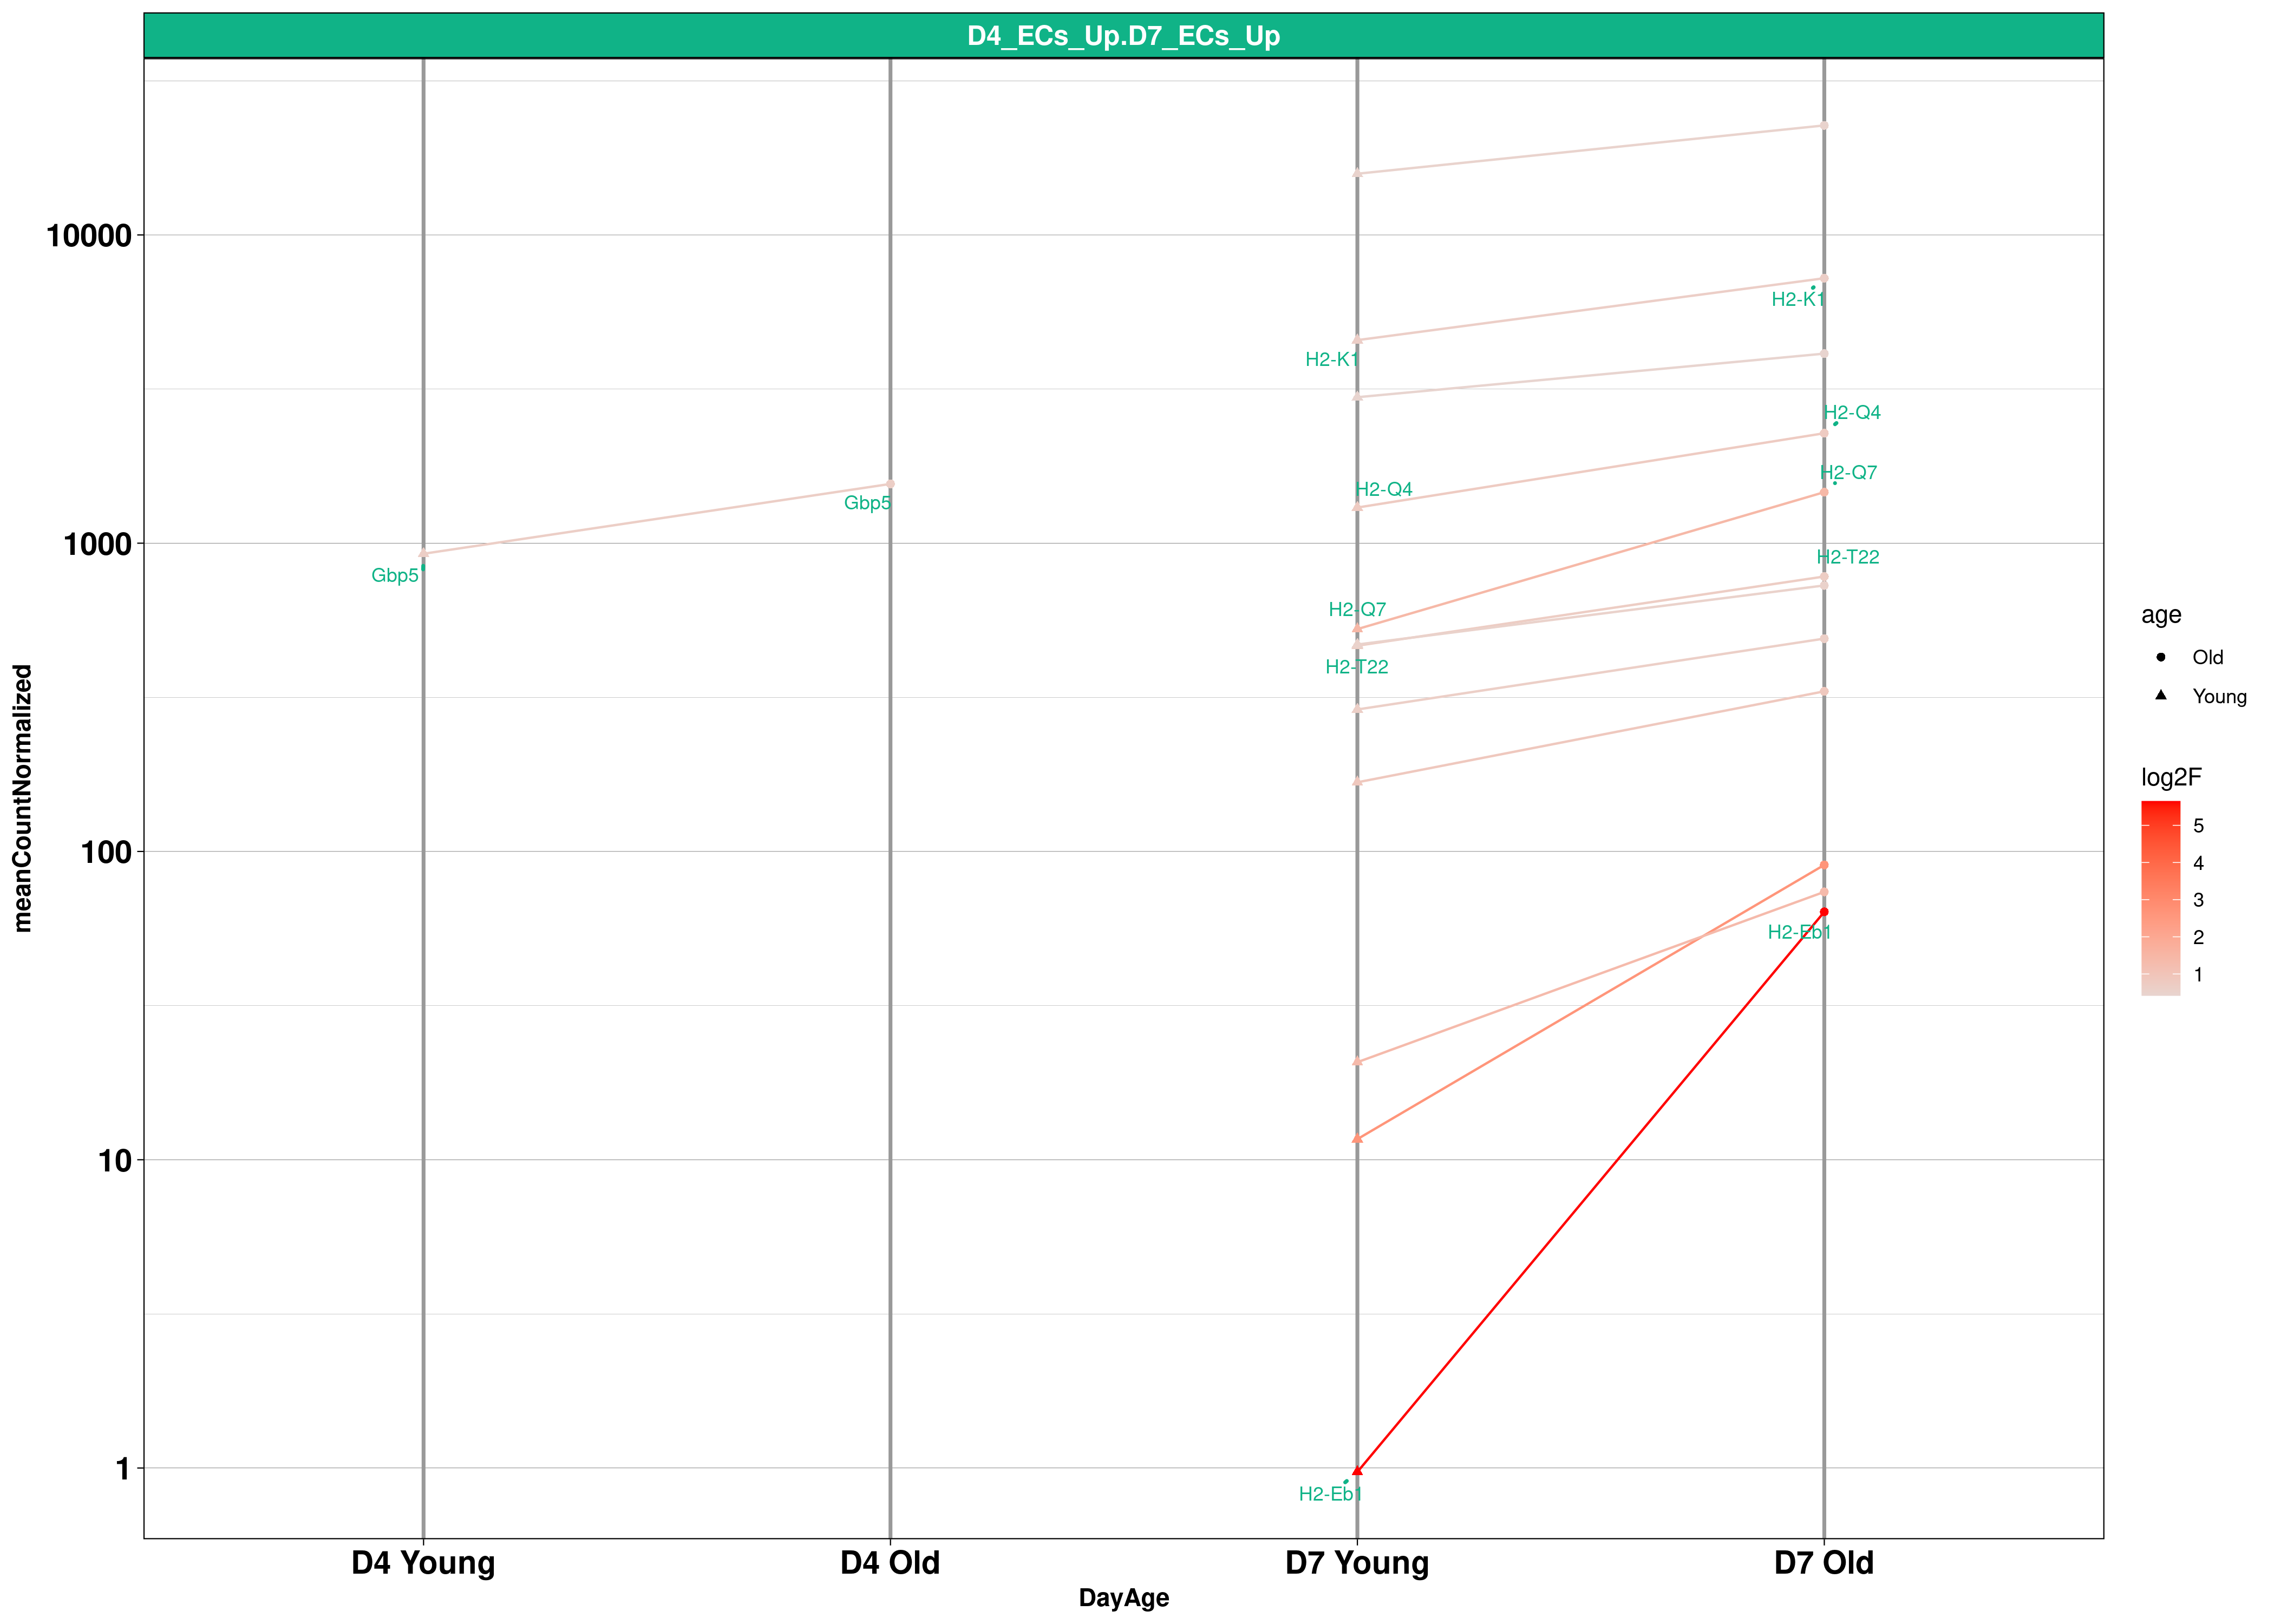 D4_ECs_Up.D7_ECs_Up
meanCountNormalized
10000
1000
100
10
1
H2-K1
H2-K1
H2-Q4
H2-Q7
H2-Q4
Gbp5
H2-T22
Gbp5
H2-Q7
H2-T22
H2-Eb1
H2-Eb1
D4 Young
D4 Old
D7 Young
D7 Old
DayAge
age
Old
Young
log2F
5
4
3
2
1